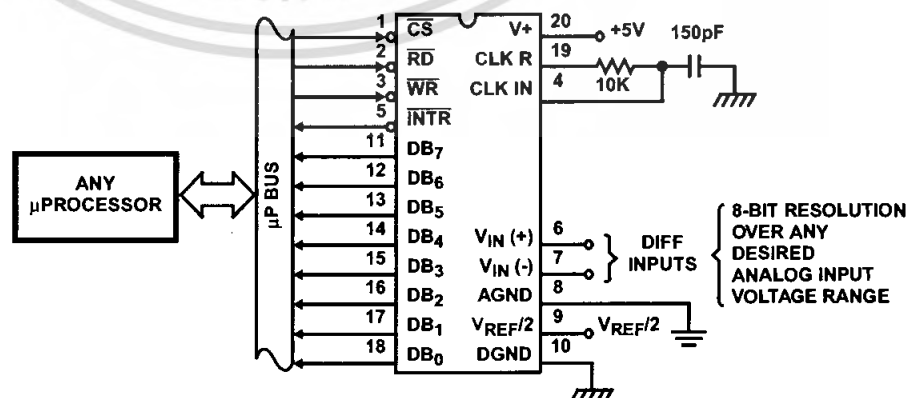 1 CS V+ 20 +5V 150pF
2 RD CLK R 19 10K
3 WR CLK IN 4
5 INTR
11 DB7
12 DB6
13 DB5
14 DB4 VIN (+) 6
15 DB3 VIN (-) 7
16 DB2 AGND 8
17 DB1 VREF/2 9 VREF/2
18 DB0 DGND 10
ANY
µPROCESSOR
µP BUS
DIFF
INPUTS
8-BIT RESOLUTION
OVER ANY
DESIRED
ANALOG INPUT
VOLTAGE RANGE